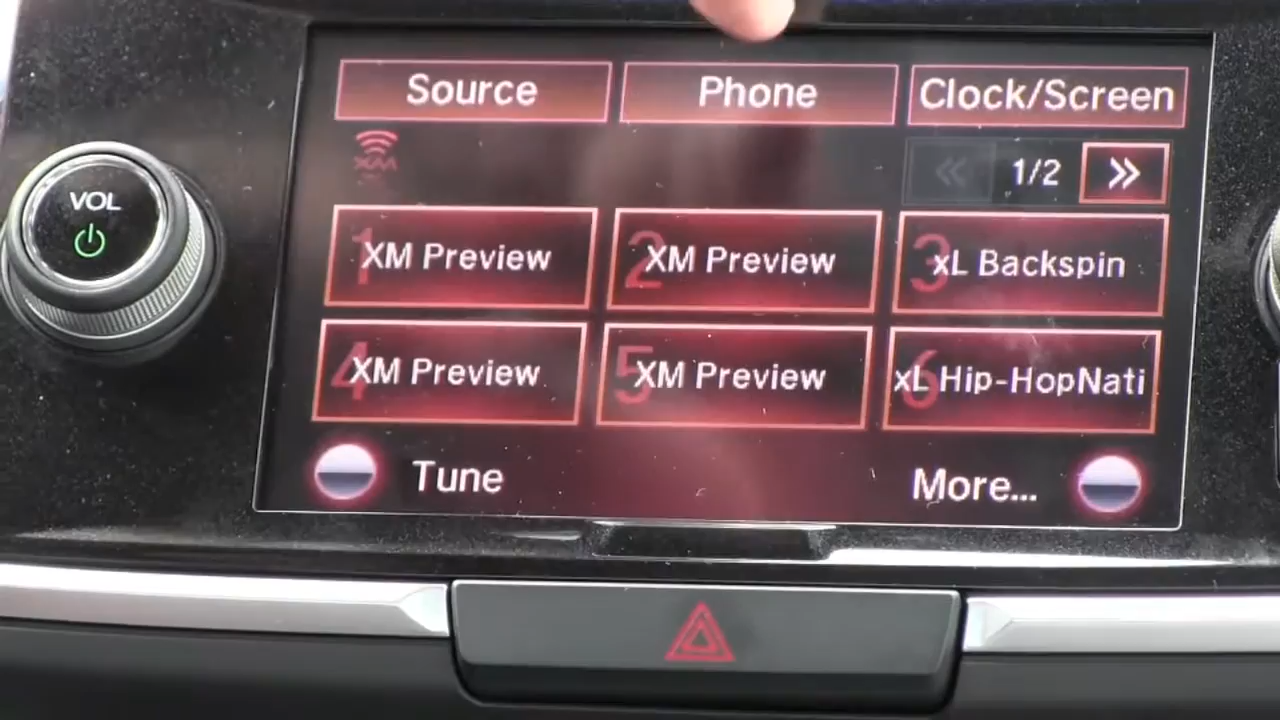 Source Phone Clock/Screen
VOL
XM
« 1/2 »
1 XM Preview 2 XM Preview 3 xL Backspin
4 XM Preview 5 XM Preview 6 xL Hip-HopNati
Tune More...